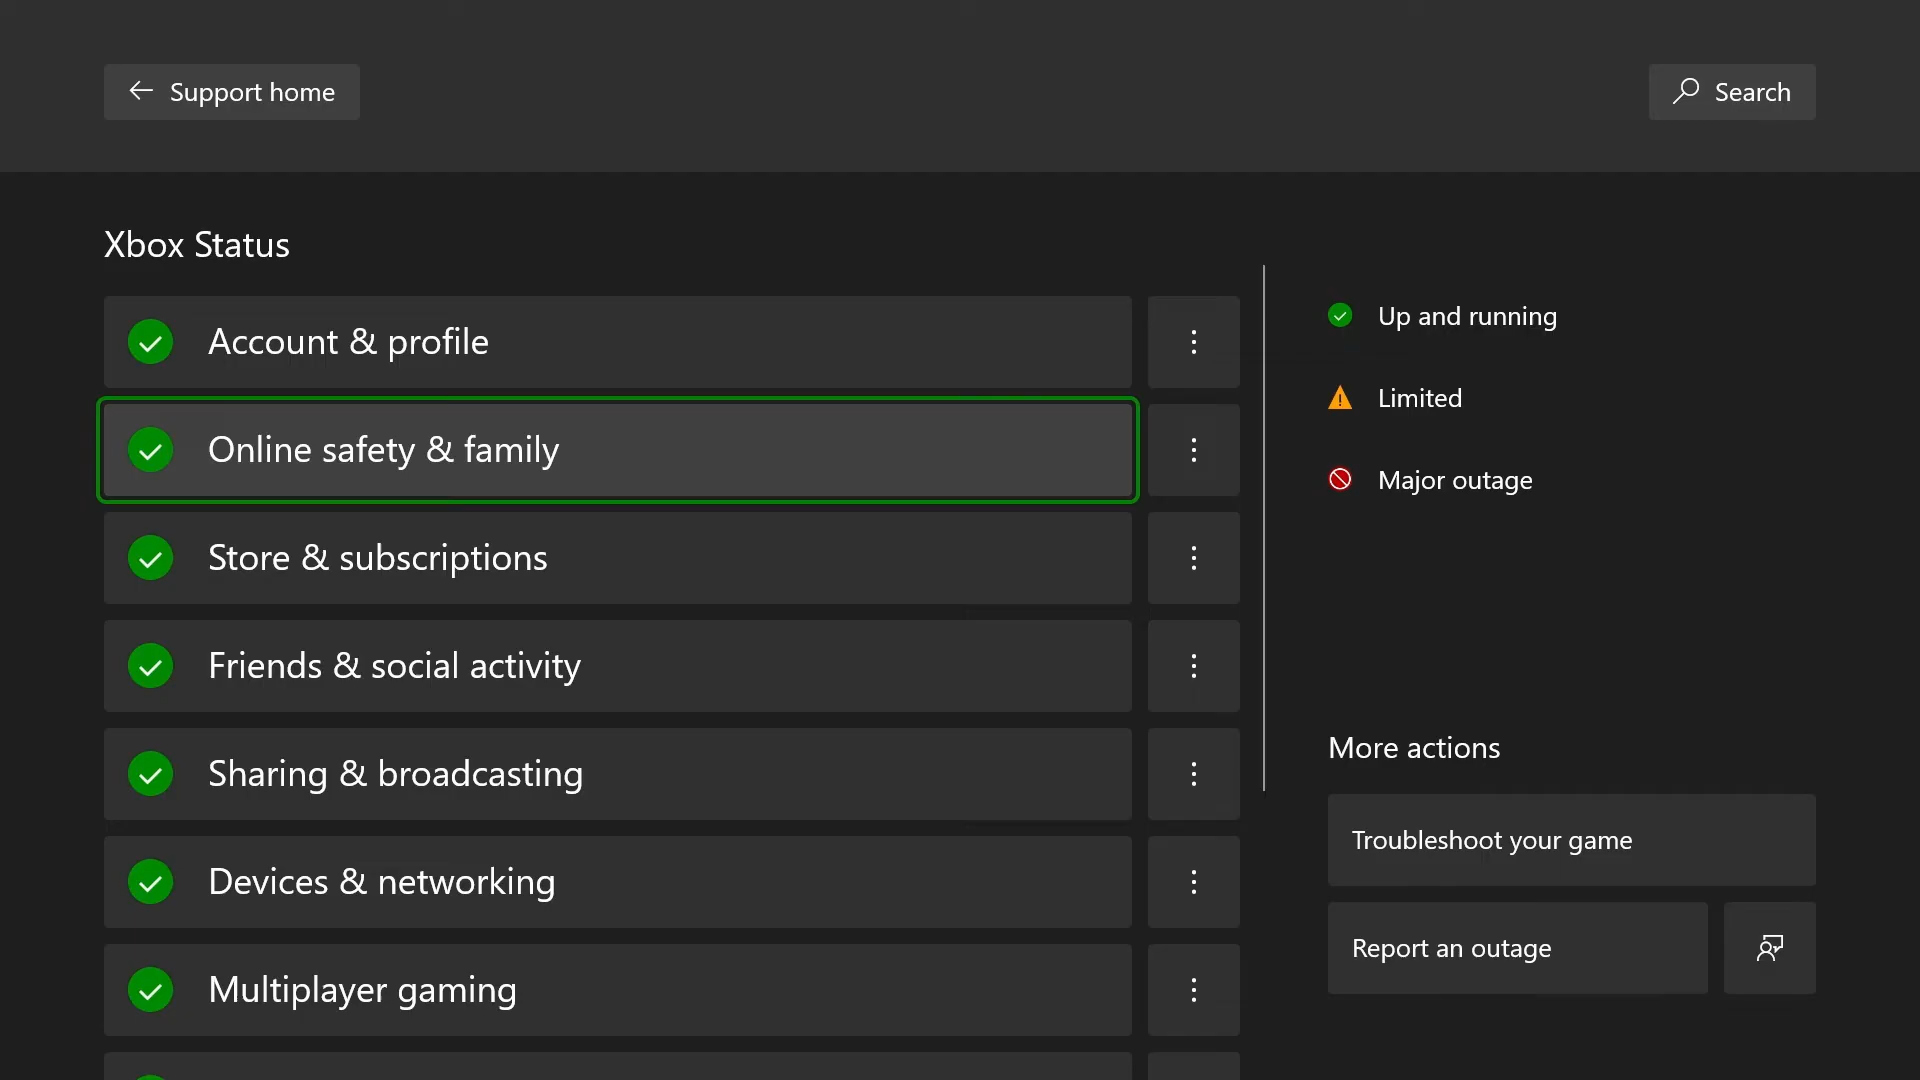 Support home
Search
Xbox Status
Account & profile
Online safety & family
Store & subscriptions
Friends & social activity
Sharing & broadcasting
Devices & networking
Multiplayer gaming
Up and running
Limited
Major outage
More actions
Troubleshoot your game
Report an outage